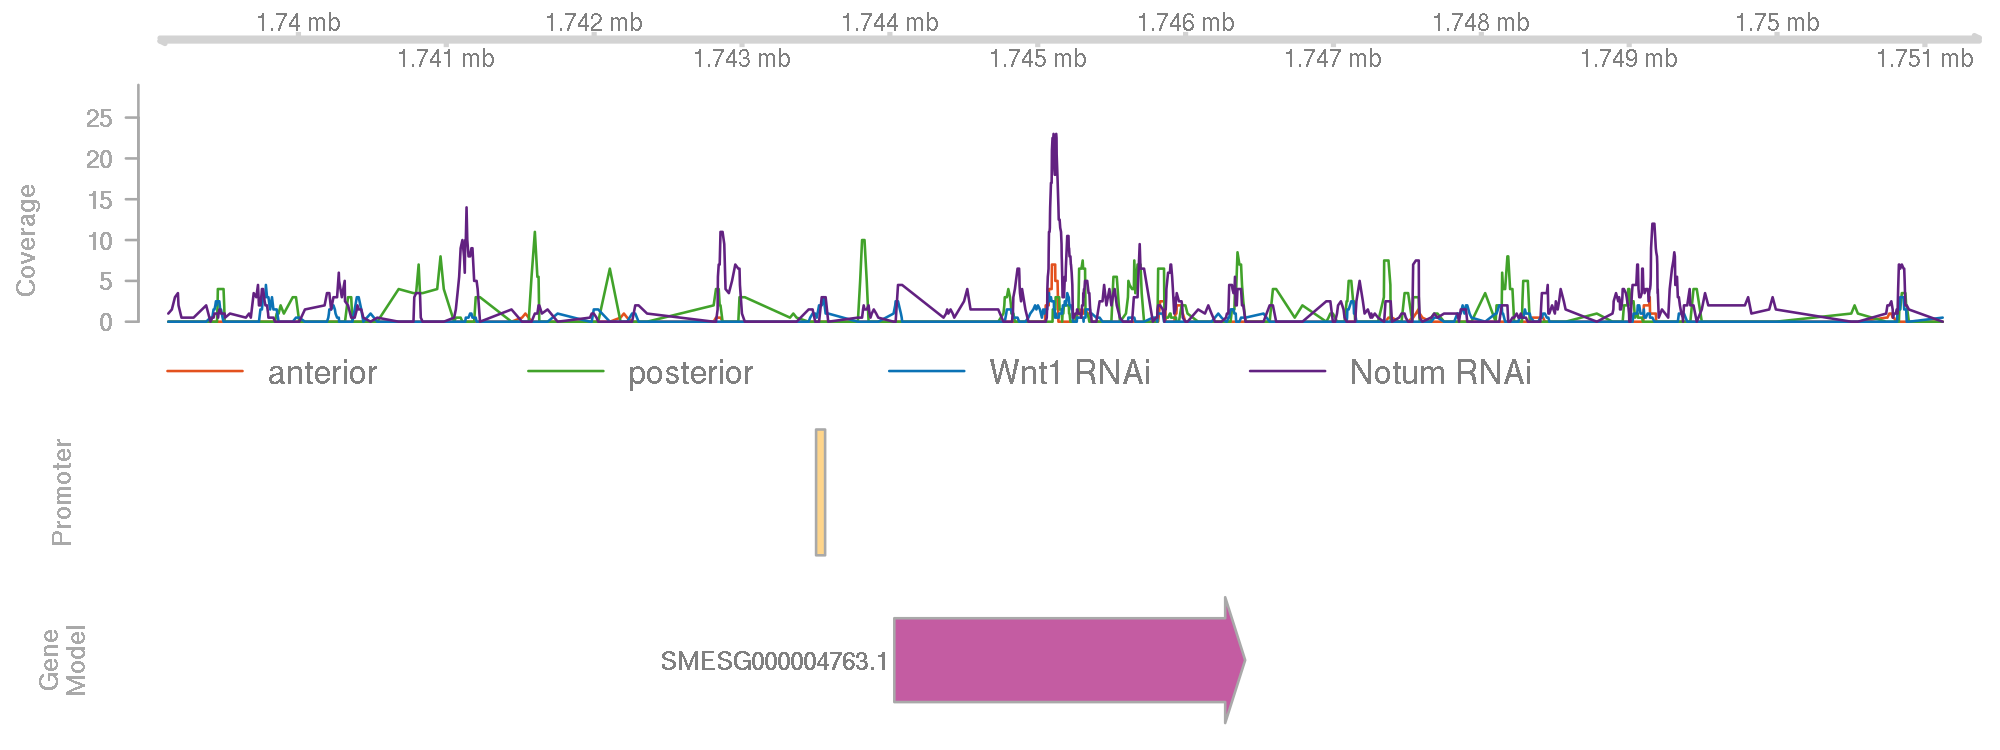 1.74 mb 1.742 mb 1.744 mb 1.746 mb 1.748 mb 1.75 mb
1.741 mb 1.743 mb 1.745 mb 1.747 mb 1.749 mb 1.751 mb
Coverage
25
20
15
10
5
0
anterior posterior Wnt1 RNAi Notum RNAi
Promoter
Gene
Model
SMESG000004763.1